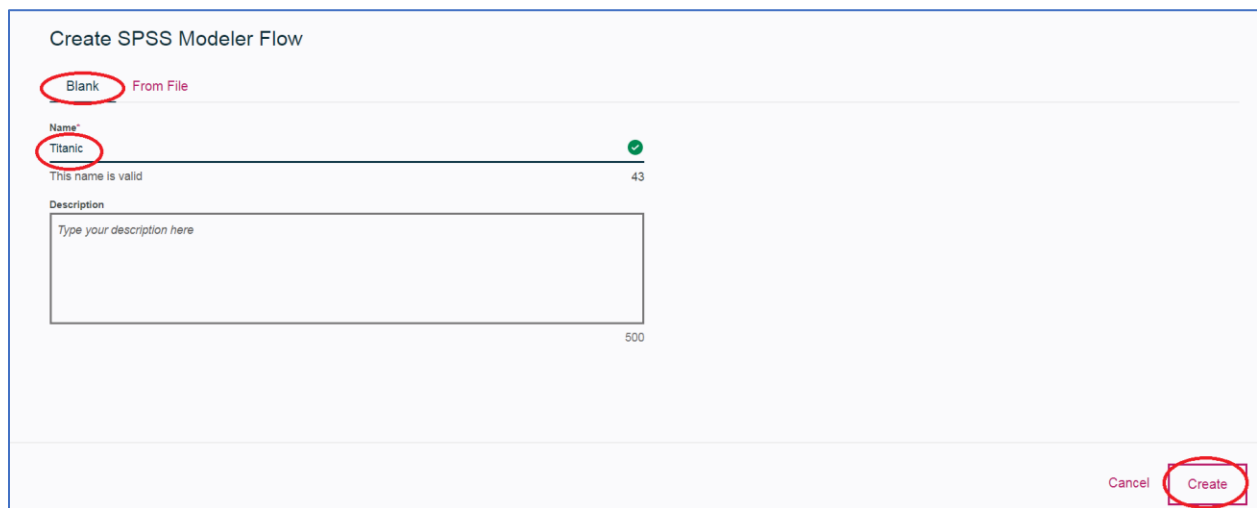 Create SPSS Modeler Flow
Blank From File
Name*
Titanic
This name is valid 43
Description
Type your description here
500
Cancel Create